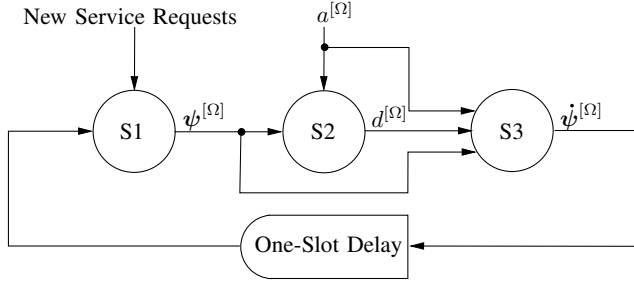 New Service Requests
a^[Ω]
S1
ψ^[Ω]
S2
d^[Ω]
S3
ψ̇^[Ω]
One-Slot Delay